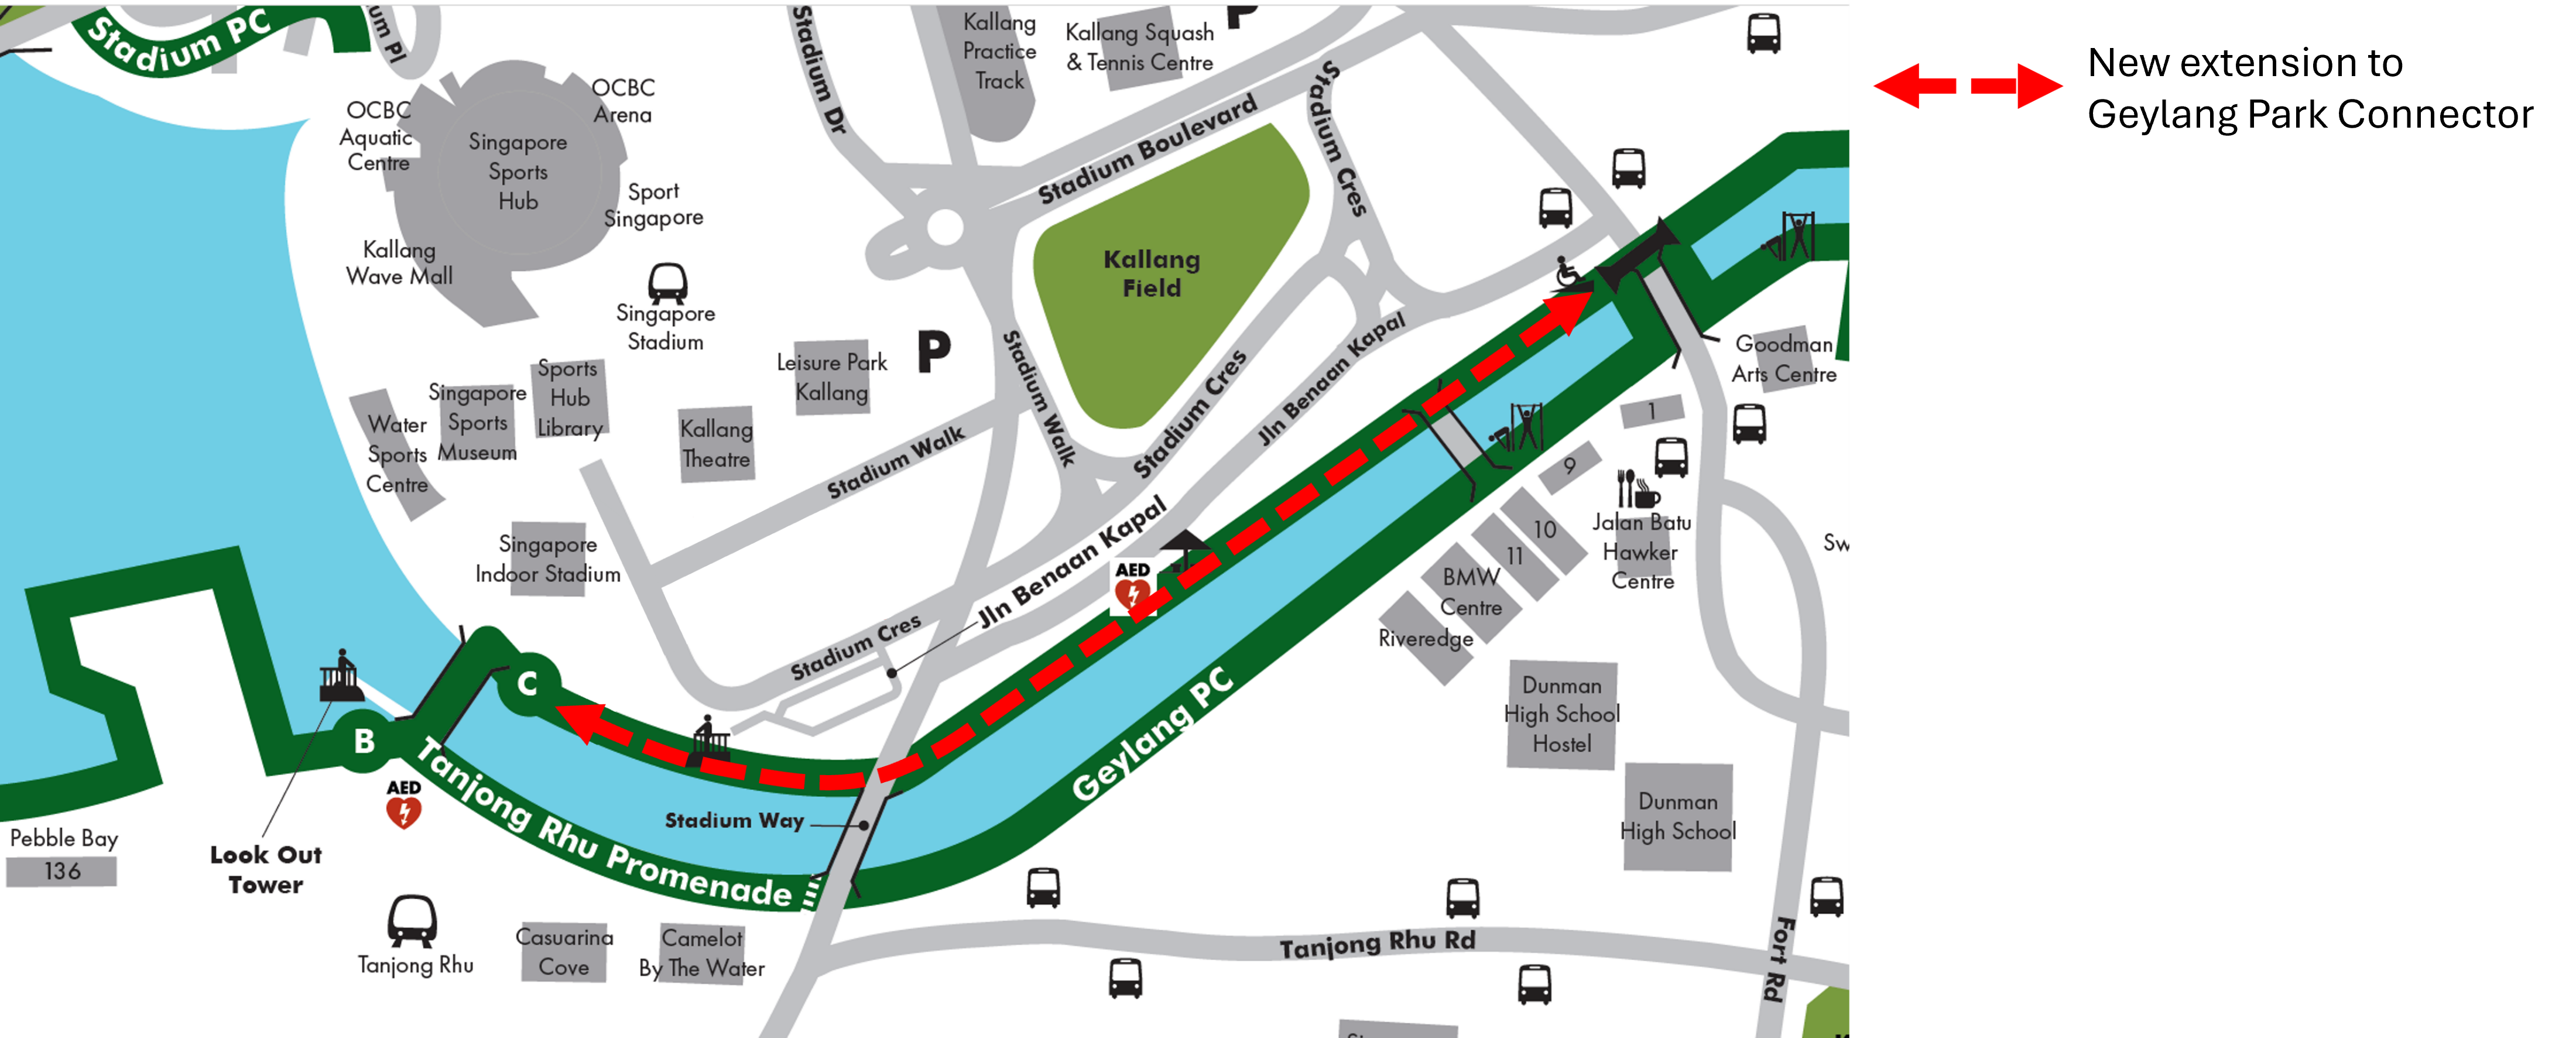 Stadium PC
Stadium Dr
Kallang
Practice
Track
Kallang Squash
& Tennis Centre
New extension to
Geylang Park Connector
OCBC
Aquatic
Centre
Singapore
Sports
Hub
OCBC
Arena
Stadium Boulevard
Stadium Cres
Sport
Singapore
Kallang
Wave Mall
Kallang
Field
Singapore
Stadium
P
Leisure Park
Kallang
Stadium Walk
Goodman
Arts Centre
Sports
Hub
Library
Singapore
Sports
Museum
Water
Sports
Centre
Kallang
Theatre
Stadium Walk
Stadium Cres
Jln Benaan Kapal
1
9
10
11
BMW
Centre
Riveredge
Jalan Batu
Hawker
Centre
Singapore
Indoor Stadium
AED
Jln Benaan Kapal
Stadium Cres
Dunman
High School
Hostel
Dunman
High School
C
B
Tanjong Rhu Promenade
Geylang PC
Stadium Way
AED
Pebble Bay
136
Look Out
Tower
Tanjong Rhu
Casuarina
Cove
Camelot
By The Water
Tanjong Rhu Rd
Fort Rd